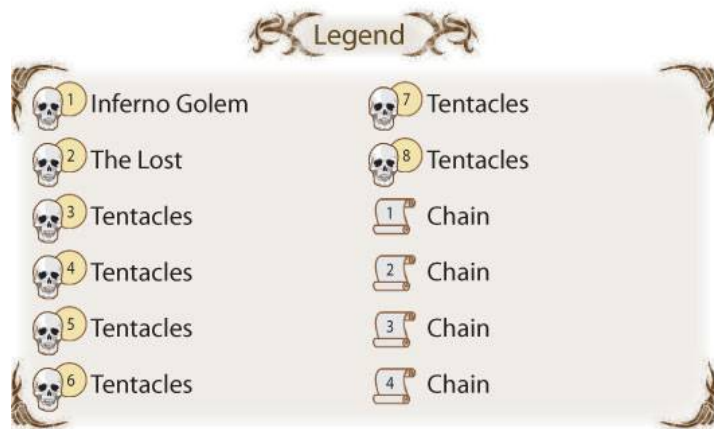 Legend
1 Inferno Golem
2 The Lost
3 Tentacles
4 Tentacles
5 Tentacles
6 Tentacles
7 Tentacles
8 Tentacles
1 Chain
2 Chain
3 Chain
4 Chain